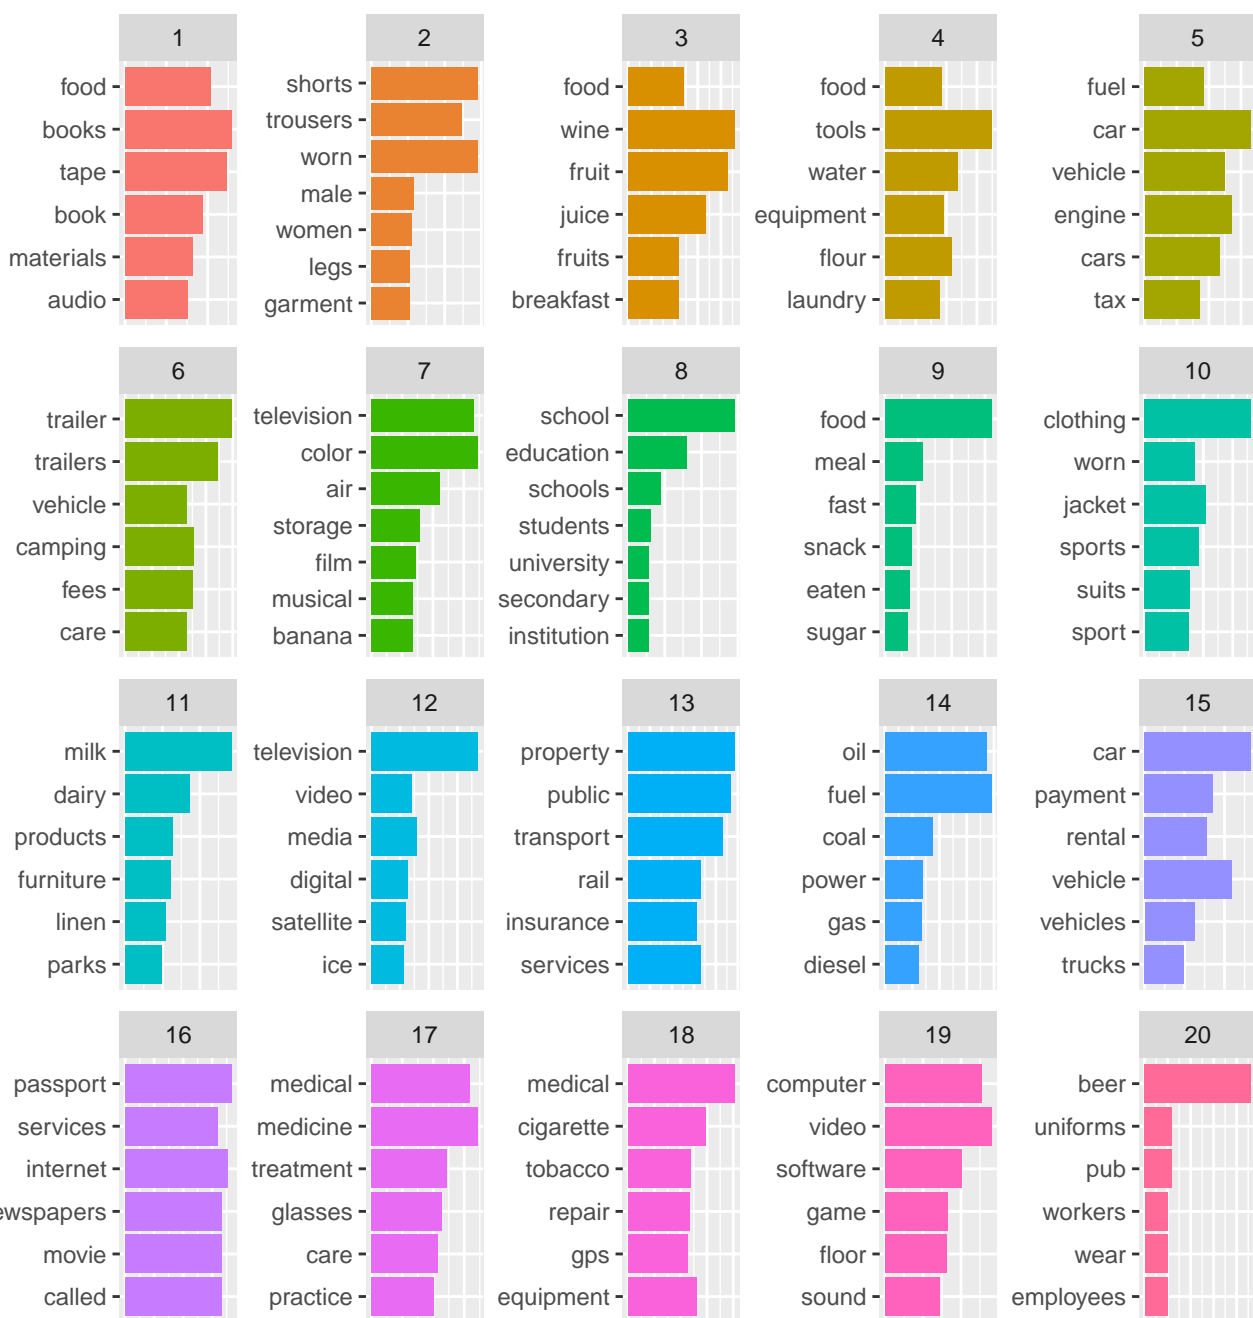 1
food
books
tape
book
materials
audio
2
shorts
trousers
worn
male
women
legs
garment
3
food
wine
fruit
juice
fruits
breakfast
4
food
tools
water
equipment
flour
laundry
5
fuel
car
vehicle
engine
cars
tax
6
trailer
trailers
vehicle
camping
fees
care
7
television
color
air
storage
film
musical
banana
8
school
education
schools
students
university
secondary
institution
9
food
meal
fast
snack
eaten
sugar
10
clothing
worn
jacket
sports
suits
sport
11
milk
dairy
products
furniture
linen
parks
12
television
video
media
digital
satellite
ice
13
property
public
transport
rail
insurance
services
14
oil
fuel
coal
power
gas
diesel
15
car
payment
rental
vehicle
vehicles
trucks
16
passport
services
internet
ewspapers
movie
called
17
medical
medicine
treatment
glasses
care
practice
18
medical
cigarette
tobacco
repair
gps
equipment
19
computer
video
software
game
floor
sound
20
beer
uniforms
pub
workers
wear
employees